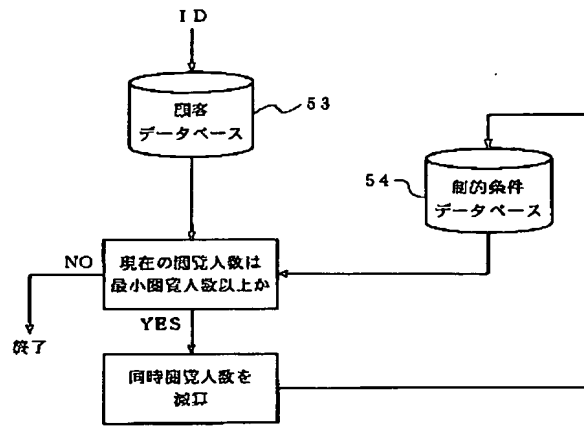 ID
顧客
データベース
53
54
制約条件
データベース
現在の閲覧人数は
最小閲覧人数以上か
NO
YES
終了
同時閲覧人数を
減算